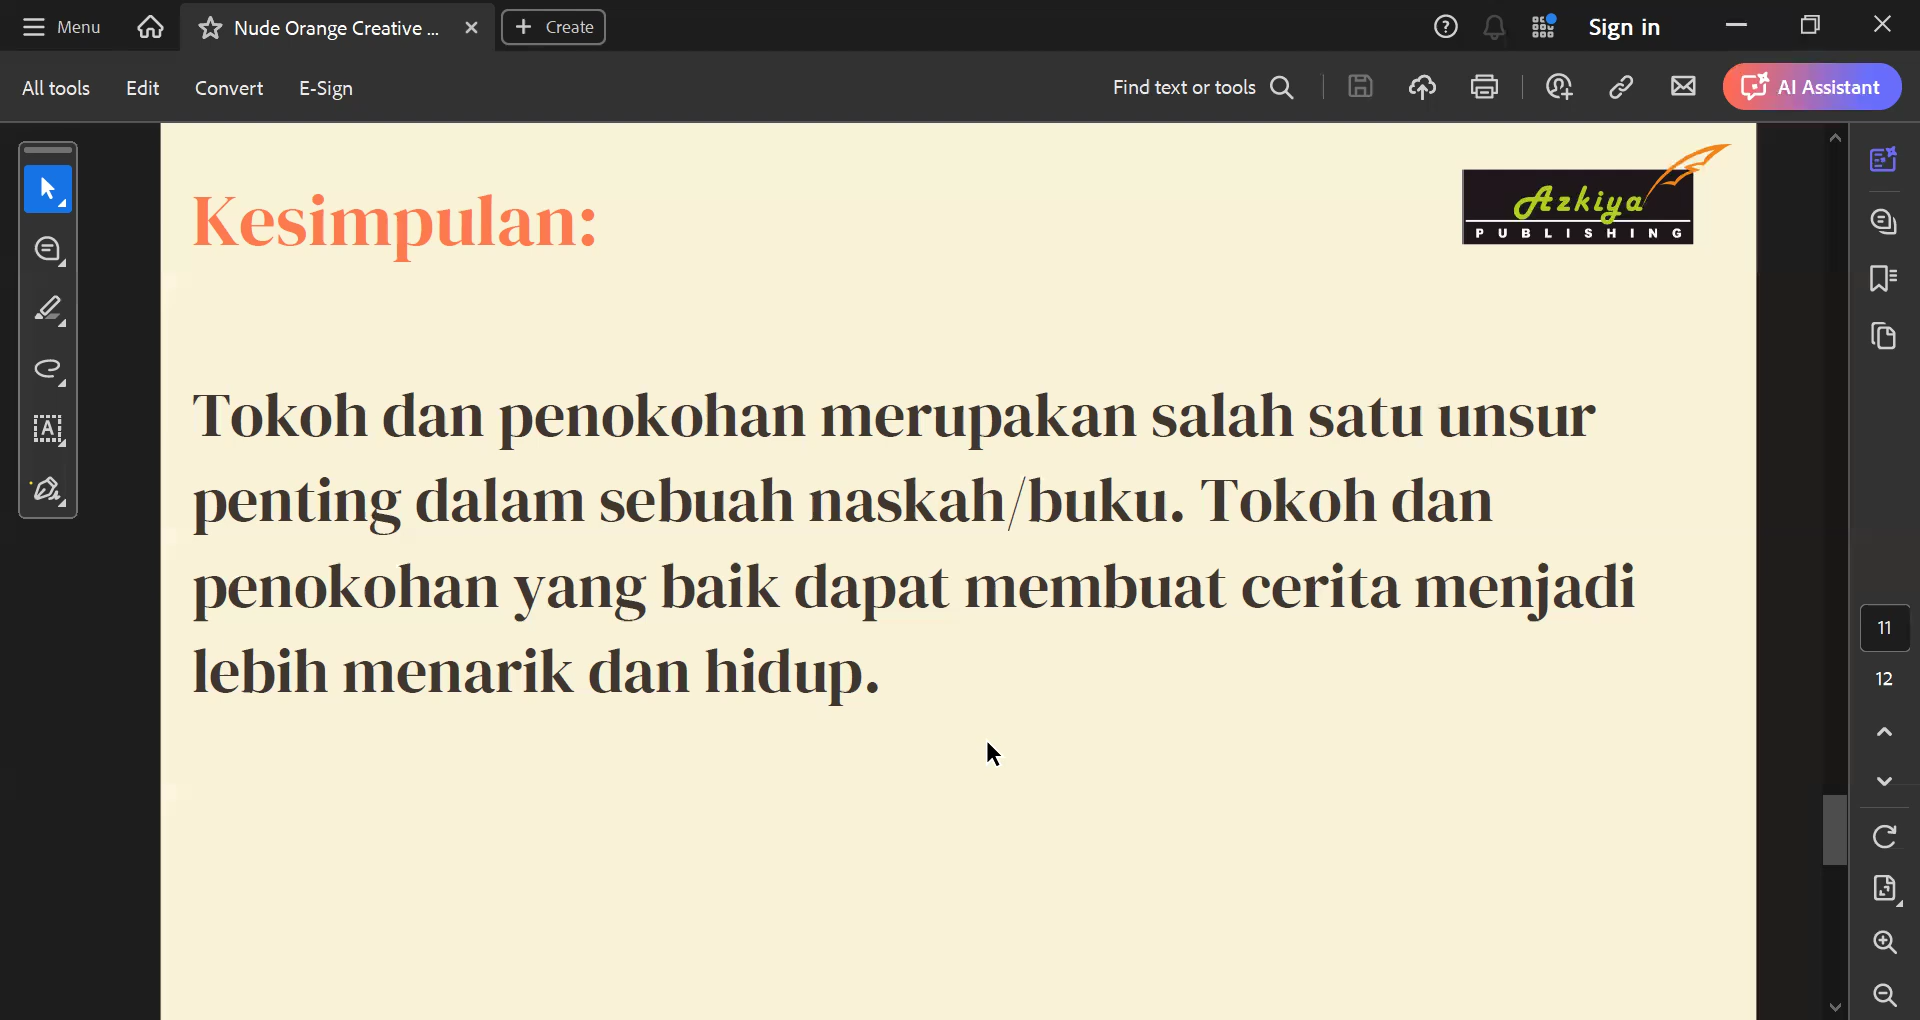 Menu
Nude Orange Creative ...
Create
Sign in
All tools
Edit
Convert
E-Sign
Find text or tools
AI Assistant
Kesimpulan:
Azkiya
PUBLISHING
Tokoh dan penokohan merupakan salah satu unsur
penting dalam sebuah naskah/buku. Tokoh dan
penokohan yang baik dapat membuat cerita menjadi
lebih menarik dan hidup.
11
12